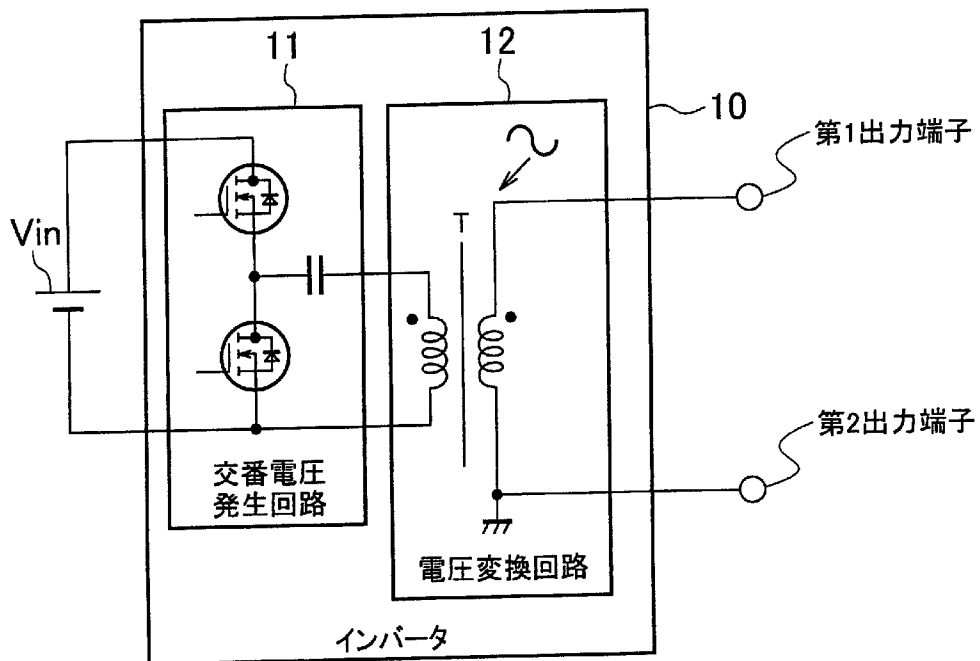 11
12
10
第1出力端子
Vin
T
第2出力端子
交番電圧
発生回路
電圧変換回路
インバータ